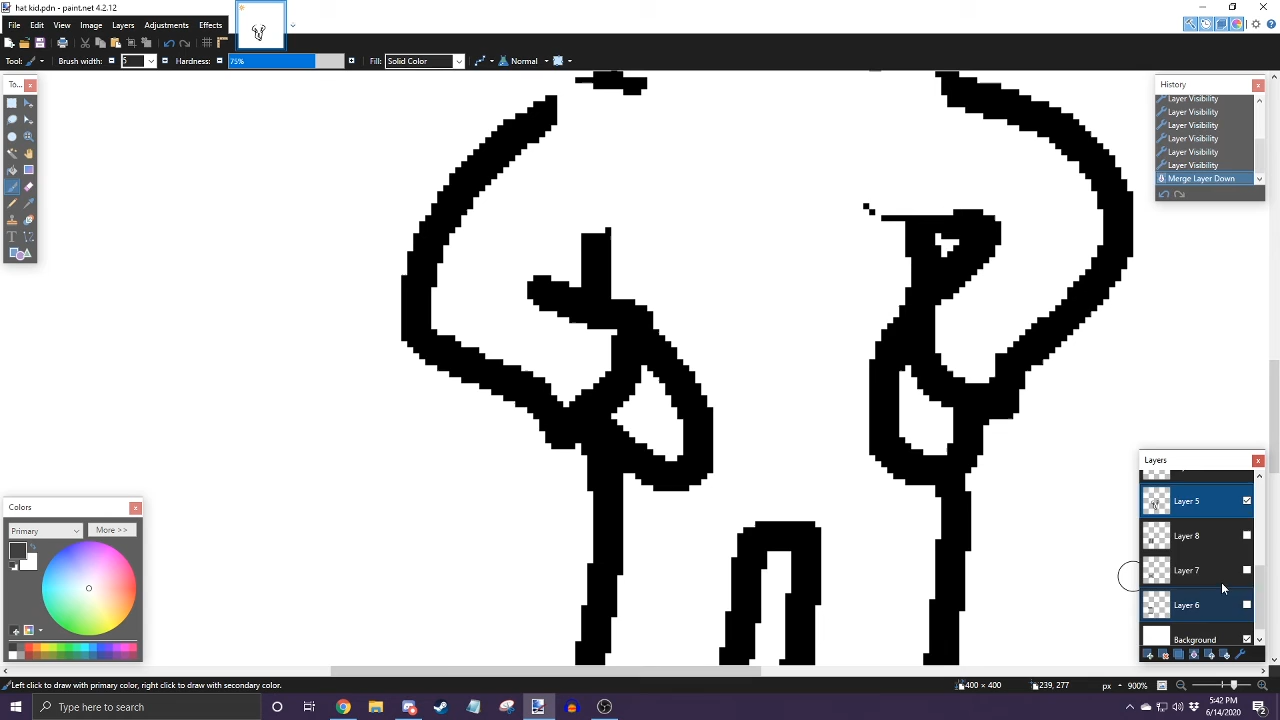 hat kid.pdn - paint.net 4.2.12
File Edit View Image Layers Adjustments Effects
Tool Brush width: 5 Hardness: 75% Fill: Solid Color Normal
To...
History
Layer Visibility
Layer Visibility
Layer Visibility
Layer Visibility
Layer Visibility
Layer Visibility
Merge Layer Down
Layers
Layer 5
Layer 8
Layer 7
Layer 6
Background
Colors
Primary More >>
Left to click to draw with primary color, right click to draw with secondary color. 400 × 400 239, 277 px 900%
Type here to search
5:42 PM
6/14/2020
2